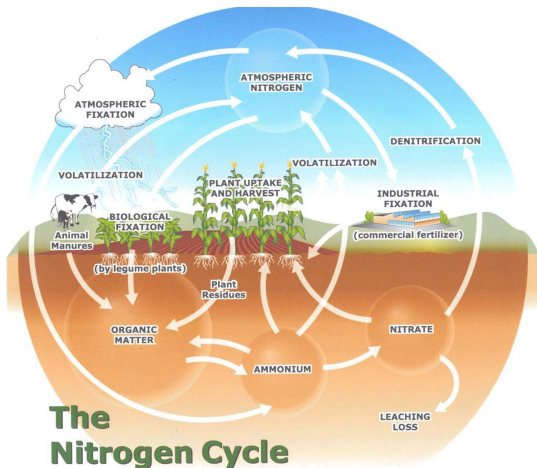 ATMOSPHERIC
NITROGEN
ATMOSPHERIC
FIXATION
DENITRIFICATION
VOLATILIZATION
VOLATILIZATION
PLANT UPTAKE
AND HARVEST
INDUSTRIAL
FIXATION
(commercial fertilizer)
BIOLOGICAL
FIXATION
(by legume plants)
Animal
Manures
Plant
Residues
ORGANIC
MATTER
AMMONIUM
NITRATE
LEACHING
LOSS
The
Nitrogen Cycle